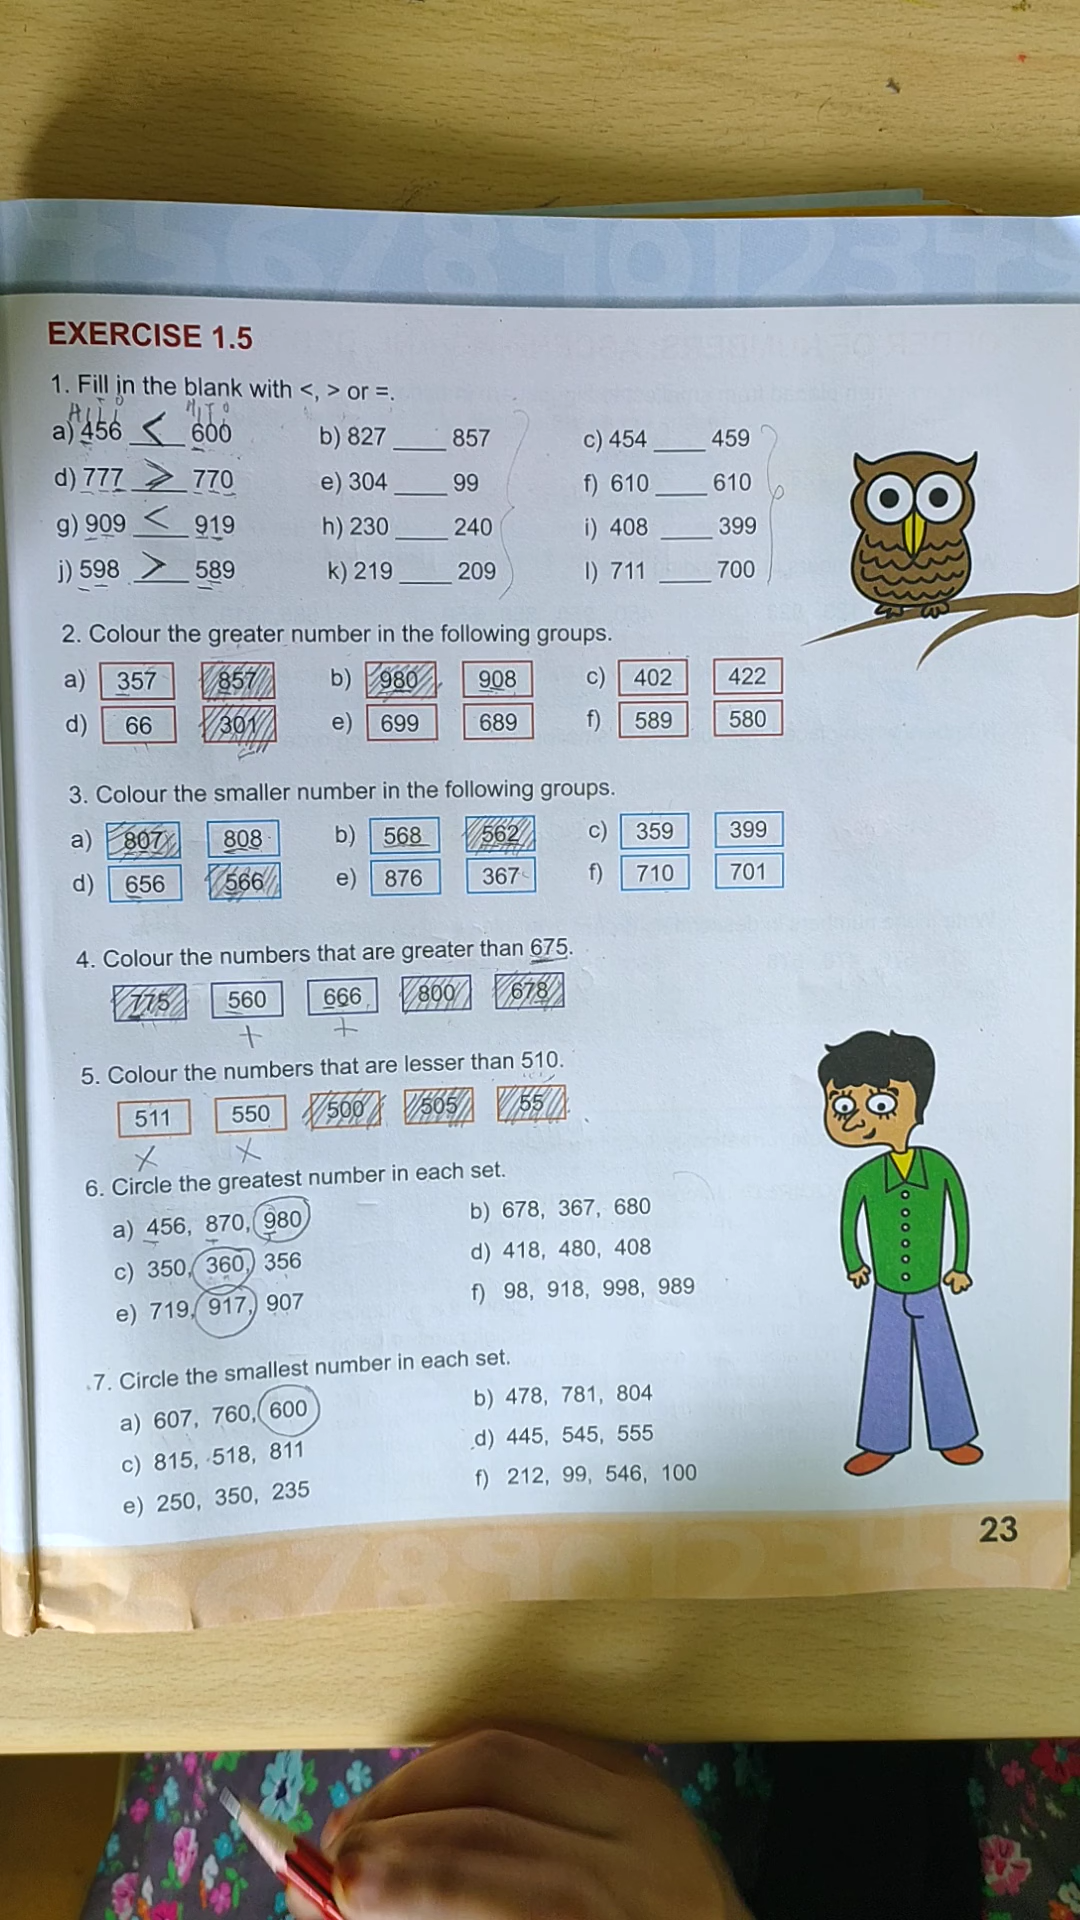 EXERCISE 1.5
1. Fill in the blank with <, > or =.
H T O H T O
a) 456 < 600 b) 827 ____ 857 c) 454 ____ 459
d) 777 > 770 e) 304 ____ 99 f) 610 ____ 610
g) 909 < 919 h) 230 ____ 240 i) 408 ____ 399
j) 598 > 589 k) 219 ____ 209 l) 711 ____ 700
2. Colour the greater number in the following groups.
a) 357 857 b) 980 908 c) 402 422
d) 66 301 e) 699 689 f) 589 580
3. Colour the smaller number in the following groups.
a) 807 808 b) 568 562 c) 359 399
d) 656 566 e) 876 367 f) 710 701
4. Colour the numbers that are greater than 675.
775 560 666 800 678
5. Colour the numbers that are lesser than 510.
511 550 500 505 55
x x
6. Circle the greatest number in each set.
a) 456, 870, 980 b) 678, 367, 680
c) 350, 360, 356 d) 418, 480, 408
e) 719, 917, 907 f) 98, 918, 998, 989
7. Circle the smallest number in each set.
a) 607, 760, 600 b) 478, 781, 804
c) 815, 518, 811 d) 445, 545, 555
e) 250, 350, 235 f) 212, 99, 546, 100
23